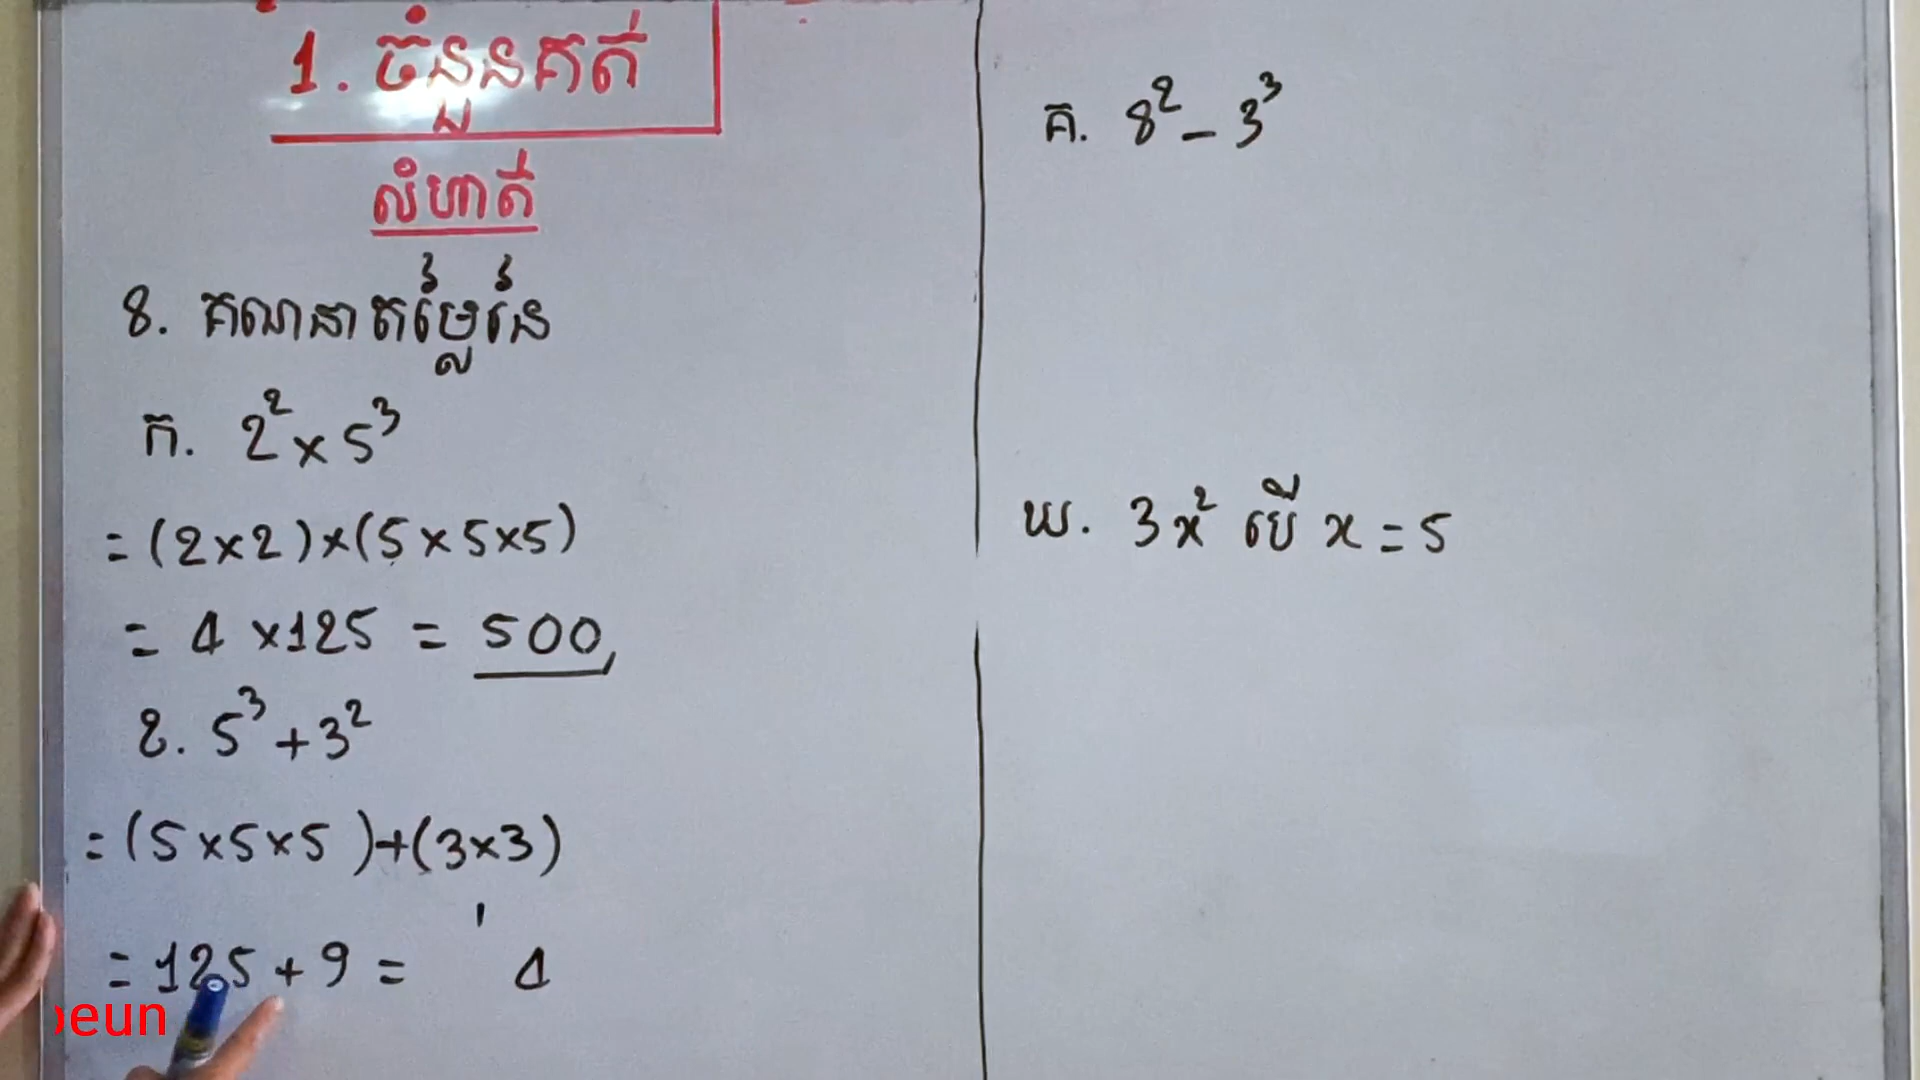 1. ចំនួនគត់
លំហាត់
8. គណនាតម្លៃនៃ
ក. 2² × 5³
= (2×2)×(5×5×5)
= 4 ×125 = 500,
ខ. 5³ + 3²
= (5×5×5)+(3×3)
= 125 + 9 = ' 4
គ. 8² - 3³
ឃ. 3x² បើ x = 5
peun